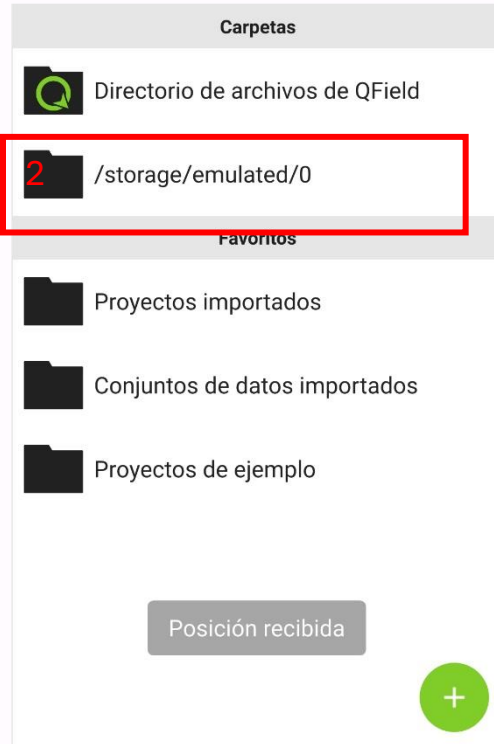 Carpetas
Directorio de archivos de QField
2
/storage/emulated/0
Favoritos
Proyectos importados
Conjuntos de datos importados
Proyectos de ejemplo
Posición recibida
+